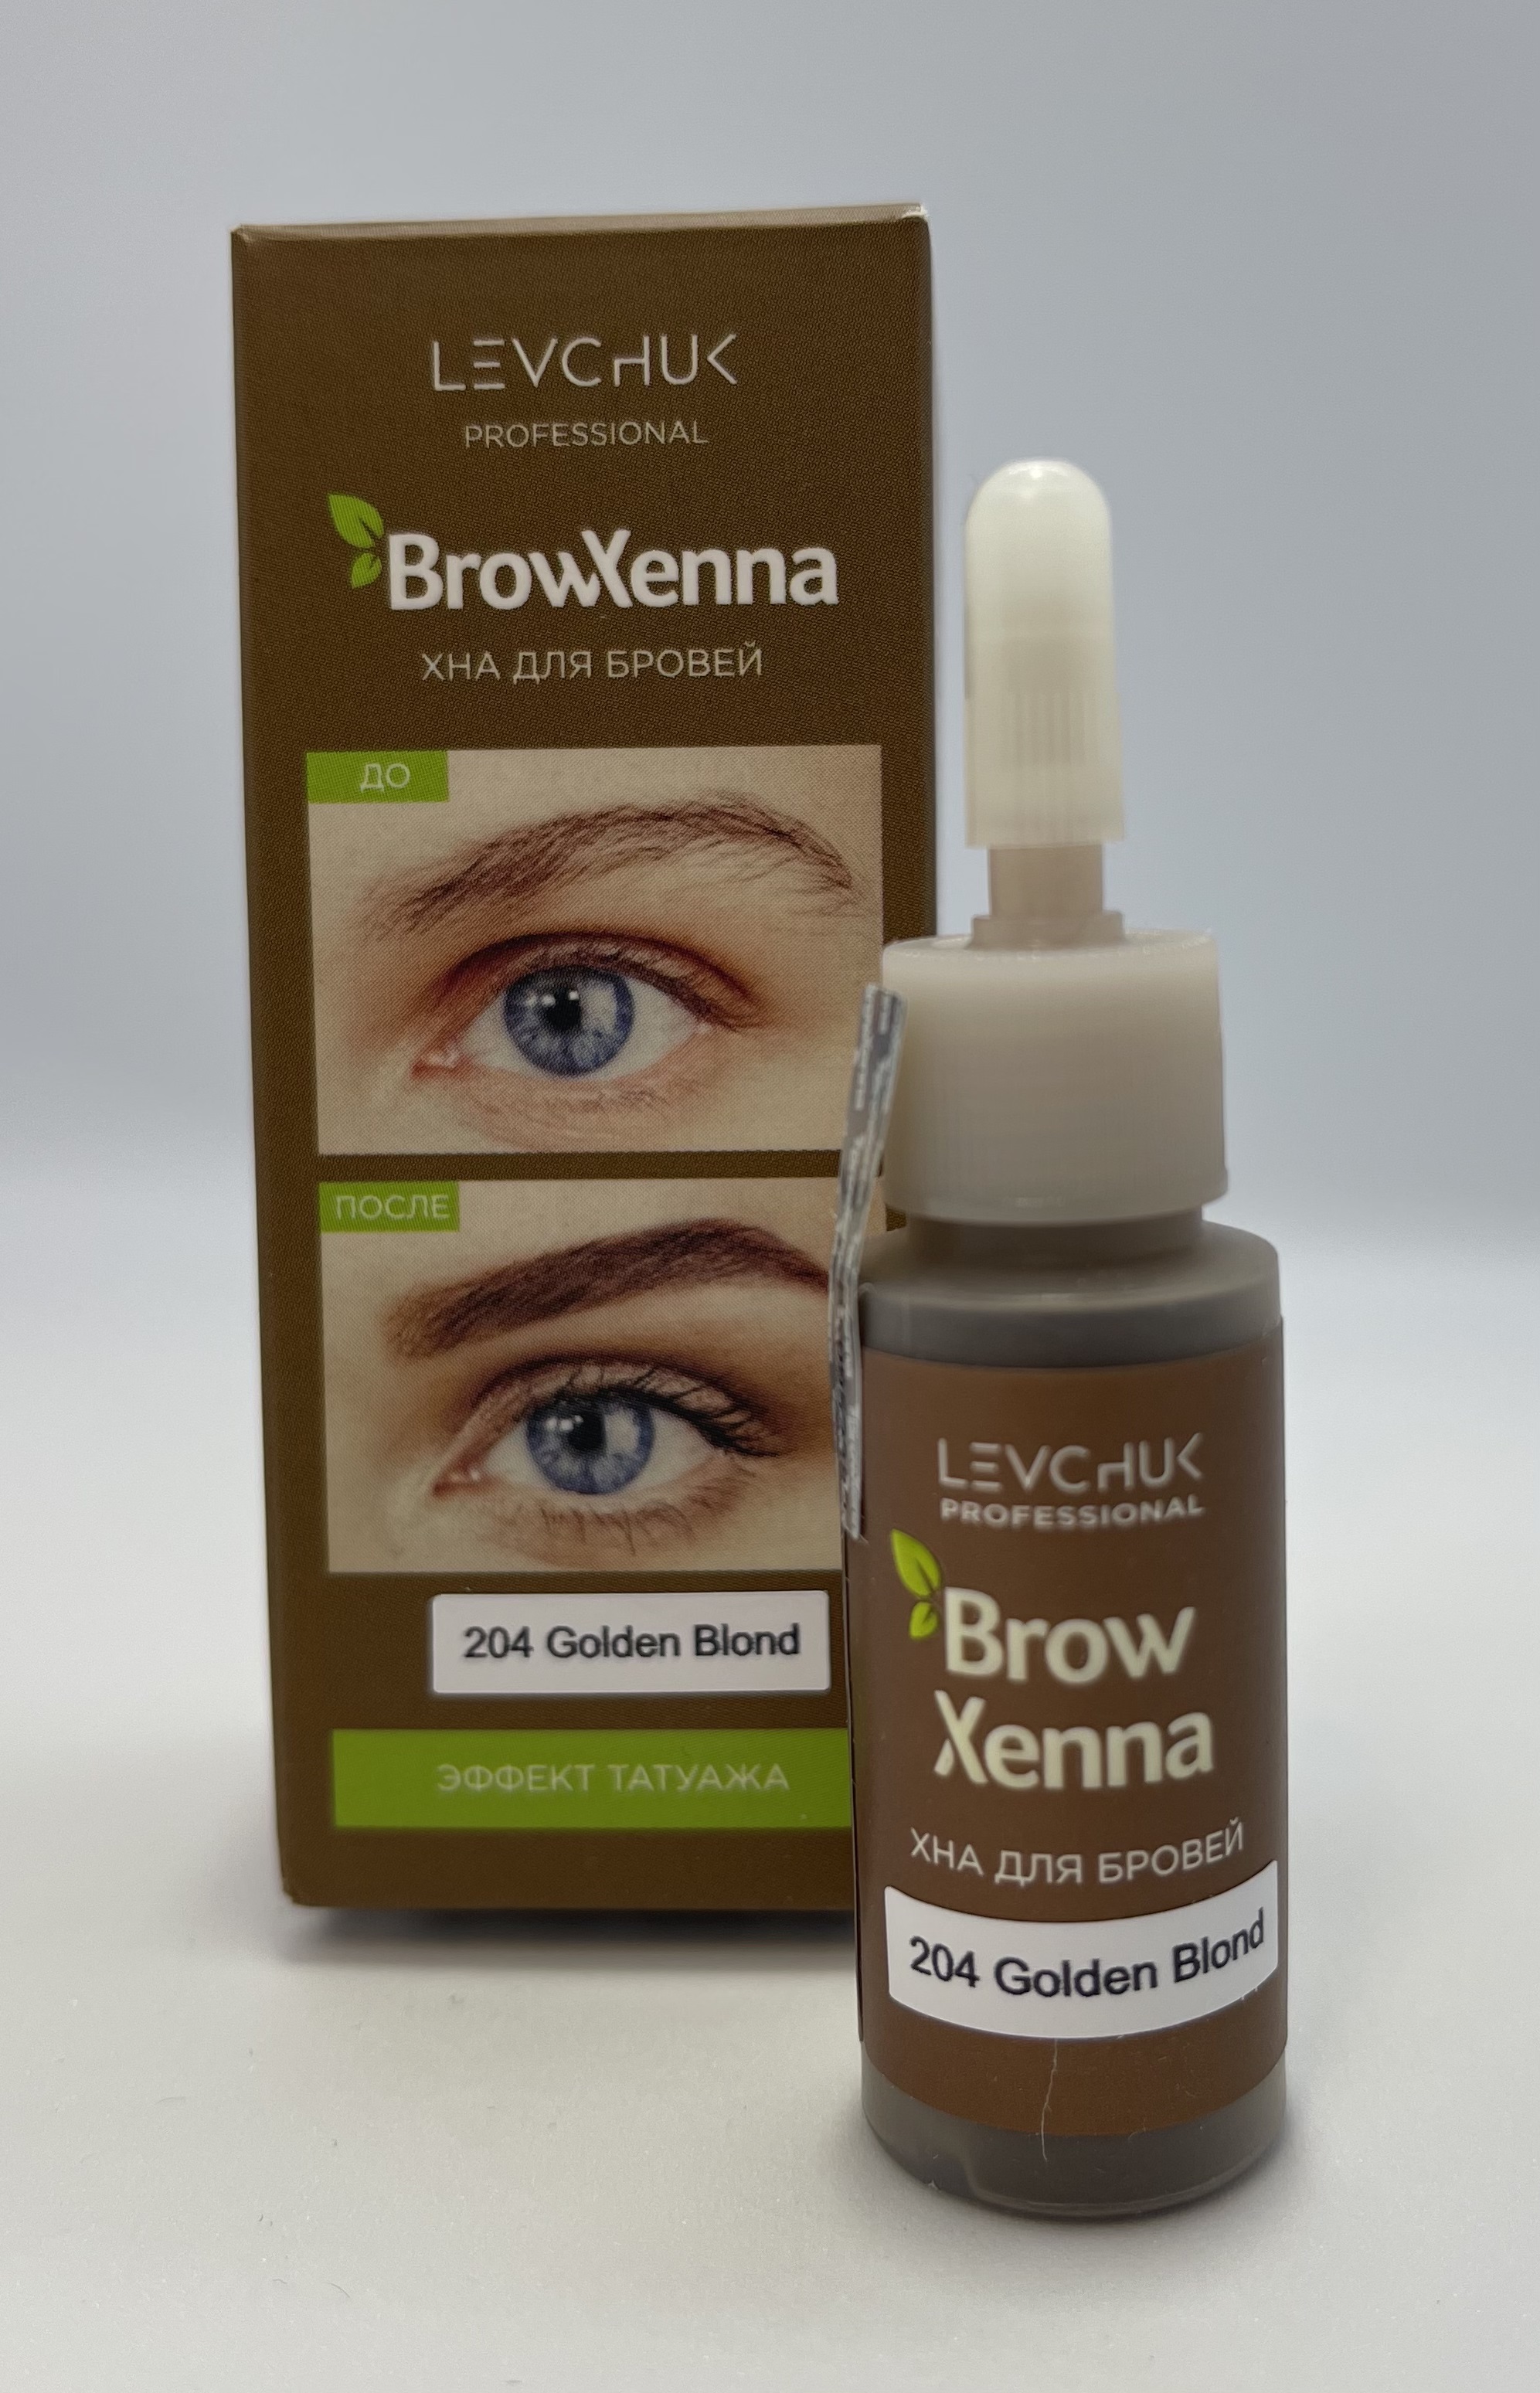 LEVCHUK
PROFESSIONAL
BrowXenna
ХНА ДЛЯ БРОВЕЙ
ДО
ПОСЛЕ
204 Golden Blond
ЭФФЕКТ ТАТУАЖА
LEVCHUK
PROFESSIONAL
Brow
Xenna
ХНА ДЛЯ БРОВЕЙ
204 Golden Blond